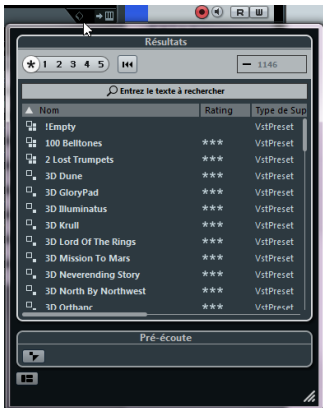 R W
Résultats
* 1 2 3 4 5 1146
Entrez le texte à rechercher
Nom Rating Type de Sup
!Empty VstPreset
100 Belltones *** VstPreset
2 Lost Trumpets *** VstPreset
3D Dune *** VstPreset
3D GloryPad *** VstPreset
3D Illuminatus *** VstPreset
3D Krull *** VstPreset
3D Lord Of The Rings *** VstPreset
3D Mission To Mars *** VstPreset
3D Neverending Story *** VstPreset
3D North By Northwest *** VstPreset
3D Orthanc *** VstPreset
Pré-écoute